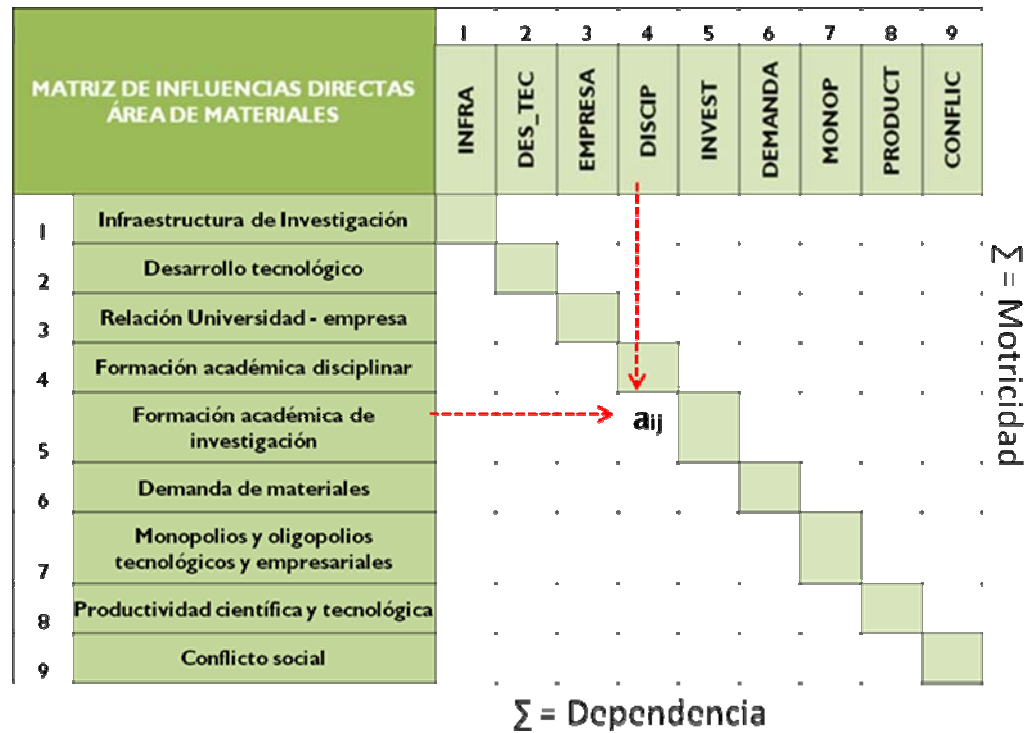 MATRIZ DE INFLUENCIAS DIRECTAS
ÁREA DE MATERIALES
1 2 3 4 5 6 7 8 9
INFRA
DES_TEC
EMPRESA
DISCIP
INVEST
DEMANDA
MONOP
PRODUCT
CONFLIC
1 Infraestructura de Investigación
2 Desarrollo tecnológico
3 Relación Universidad - empresa
4 Formación académica disciplinar
5 Formación académica de
investigación
aij
6 Demanda de materiales
7 Monopolios y oligopolios
tecnológicos y empresariales
8 Productividad científica y tecnológica
9 Conflicto social
∑ = Motricidad
∑ = Dependencia